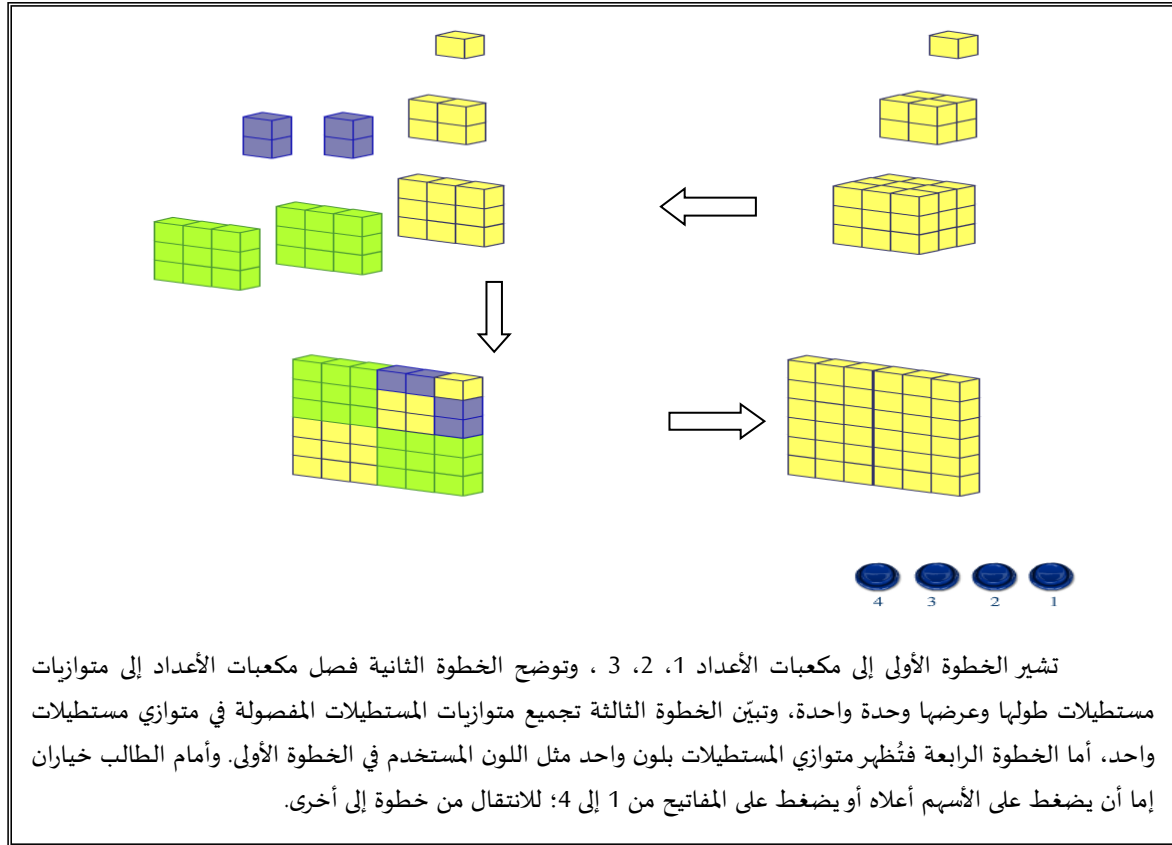 4 3 2 1
تشير الخطوة الأولى إلى مكعبات الأعداد 1، 2، 3 ، وتوضح الخطوة الثانية فصل مكعبات الأعداد إلى متوازيات
مستطيلات طولها وعرضها وحدة واحدة، وتبيّن الخطوة الثالثة تجميع متوازيات المستطيلات المفصولة في متوازي مستطيلات
واحد، أما الخطوة الرابعة فتُظهر متوازي المستطيلات بلون واحد مثل اللون المستخدم في الخطوة الأولى. وأمام الطالب خياران
إما أن يضغط على الأسهم أعلاه أو يضغط على المفاتيح من 1 إلى 4؛ للانتقال من خطوة إلى أخرى.